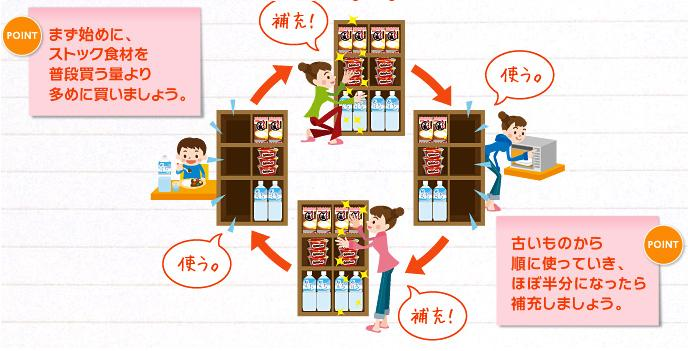 補充!
POINT
まず始めに、
ストック食材を
普段買う量より
多めに買いましょう。
使う。
使う。
補充!
古いものから
順に使っていき、
ほぼ半分になったら
補充しましょう。
POINT